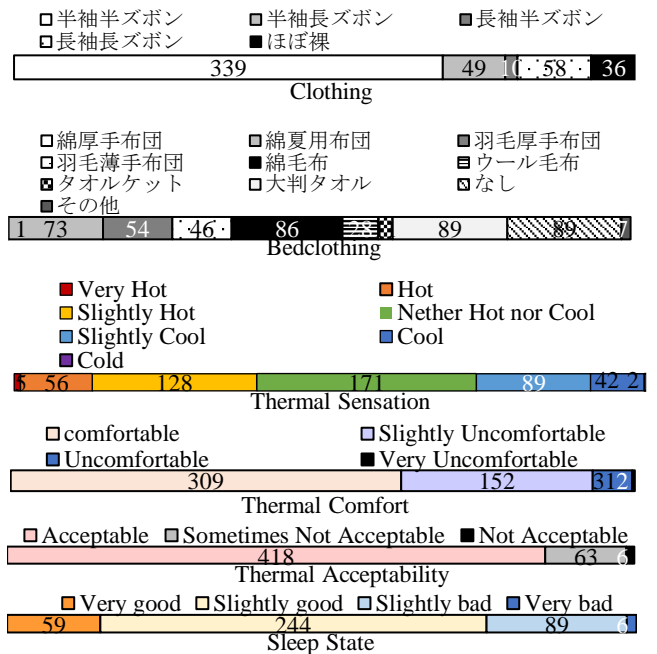 半袖半ズボン 半袖長ズボン 長袖半ズボン
長袖長ズボン ほぼ裸
339 49 10 58 36
Clothing
綿厚手布団 綿夏用布団 羽毛厚手布団
羽毛薄手布団 綿毛布 ウール毛布
タオルケット 大判タオル なし
その他
1 73 54 46 86 28 89 89 7
Bedclothing
Very Hot Hot
Slightly Hot Nether Hot nor Cool
Slightly Cool Cool
Cold
5 56 128 171 89 42 2
Thermal Sensation
comfortable Slightly Uncomfortable
Uncomfortable Very Uncomfortable
309 152 31 2
Thermal Comfort
Acceptable Sometimes Not Acceptable Not Acceptable
418 63 6
Thermal Acceptability
Very good Slightly good Slightly bad Very bad
59 244 89 6
Sleep State